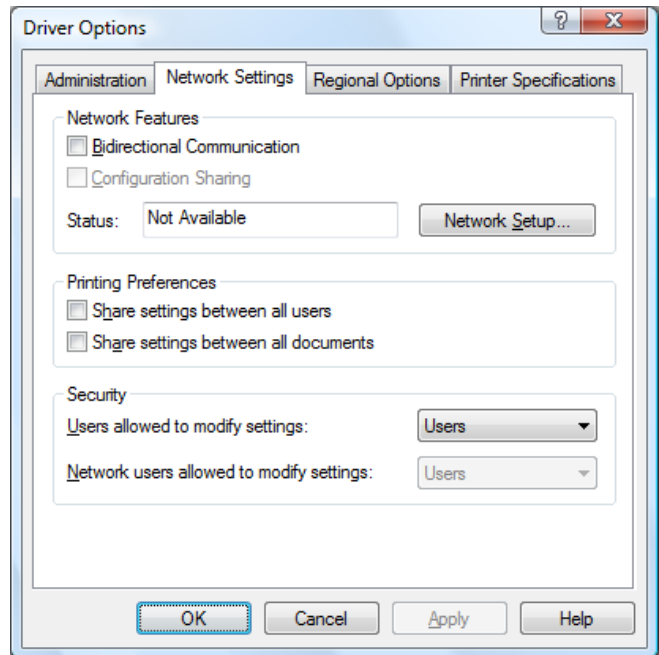 Driver Options
Administration Network Settings Regional Options Printer Specifications
Network Features
Bidirectional Communication
Configuration Sharing
Status: Not Available Network Setup...
Printing Preferences
Share settings between all users
Share settings between all documents
Security
Users allowed to modify settings: Users
Network users allowed to modify settings: Users
OK Cancel Apply Help